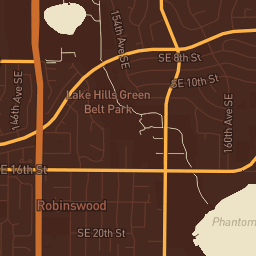 154th Ave SE
SE 8th St
SE 10th St
146th Ave SE
Lake Hills Green
Belt Park
160th Ave SE
SE 16th St
Robinswood
Phantom
SE 20th St